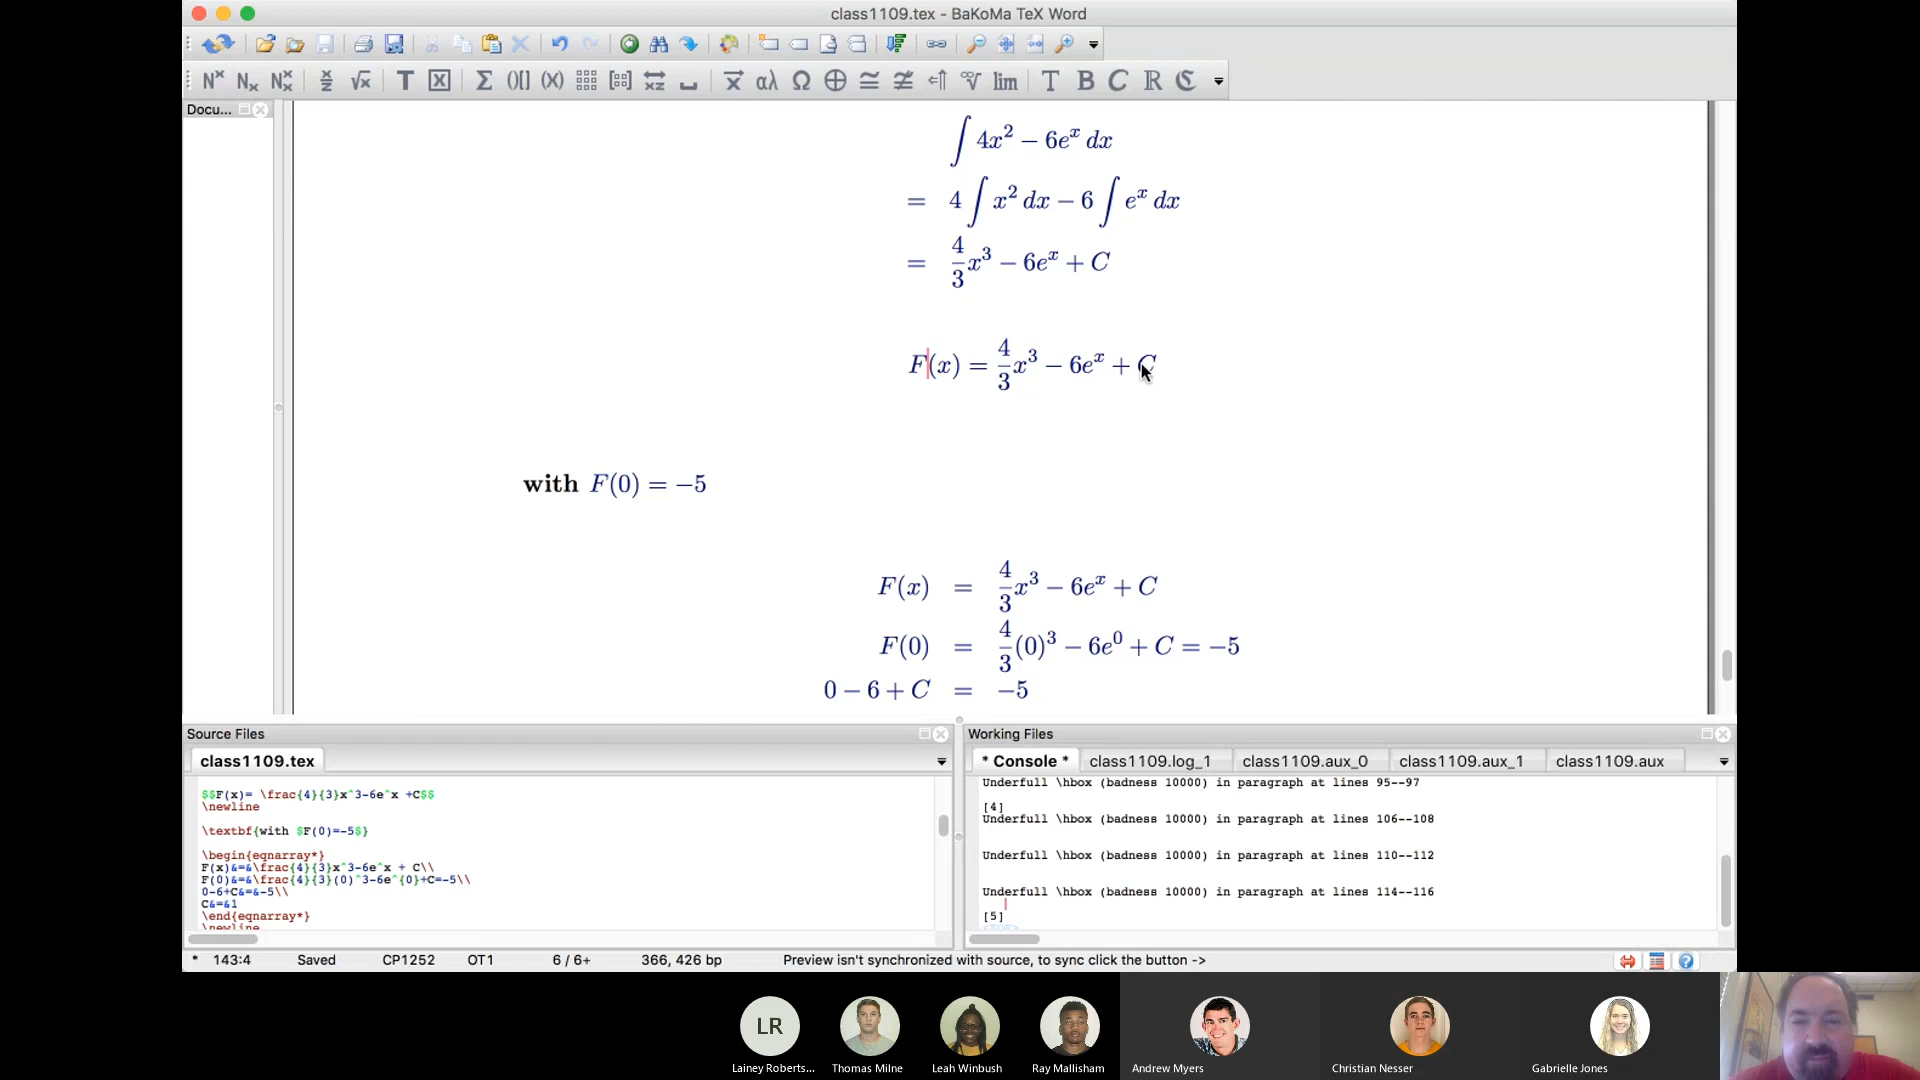 class1109.tex - BaKoMa TeX Word
Docu...
∫ 4x² − 6eˣ dx
= 4 ∫ x² dx − 6 ∫ eˣ dx
= 4/3 x³ − 6eˣ + C
F(x) = 4/3 x³ − 6eˣ + C
with F(0) = −5
F(x) = 4/3 x³ − 6eˣ + C
F(0) = 4/3 (0)³ − 6e⁰ + C = −5
0 − 6 + C = −5
Source Files
class1109.tex
$$F(x)= \frac{4}{3}x^3-6e^x +C$$
\newline
\textbf{with $F(0)=-5$}
\begin{eqnarray*}
F(x)&=&\frac{4}{3}x^3-6e^x + C\\
F(0)&=&\frac{4}{3}(0)^3-6e^{0}+C=-5\\
0-6+C&=&-5\\
C&=&1
\end{eqnarray*}
\newline
Working Files
* Console * class1109.log_1 class1109.aux_0 class1109.aux_1 class1109.aux
Underfull \hbox (badness 10000) in paragraph at lines 95--97
[4]
Underfull \hbox (badness 10000) in paragraph at lines 106--108
Underfull \hbox (badness 10000) in paragraph at lines 110--112
Underfull \hbox (badness 10000) in paragraph at lines 114--116
[5]
* 143:4 Saved CP1252 OT1 6 / 6+ 366, 426 bp Preview isn't synchronized with source, to sync click the button ->
LR
Lainey Roberts... Thomas Milne Leah Winbush Ray Mallisham Andrew Myers Christian Nesser Gabrielle Jones